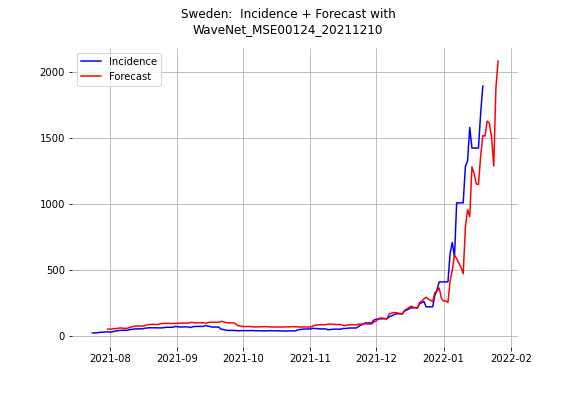 Sweden:  Incidence + Forecast with
WaveNet_MSE00124_20211210
Incidence
Forecast
2000
1500
1000
500
0
2021-08 2021-09 2021-10 2021-11 2021-12 2022-01 2022-02